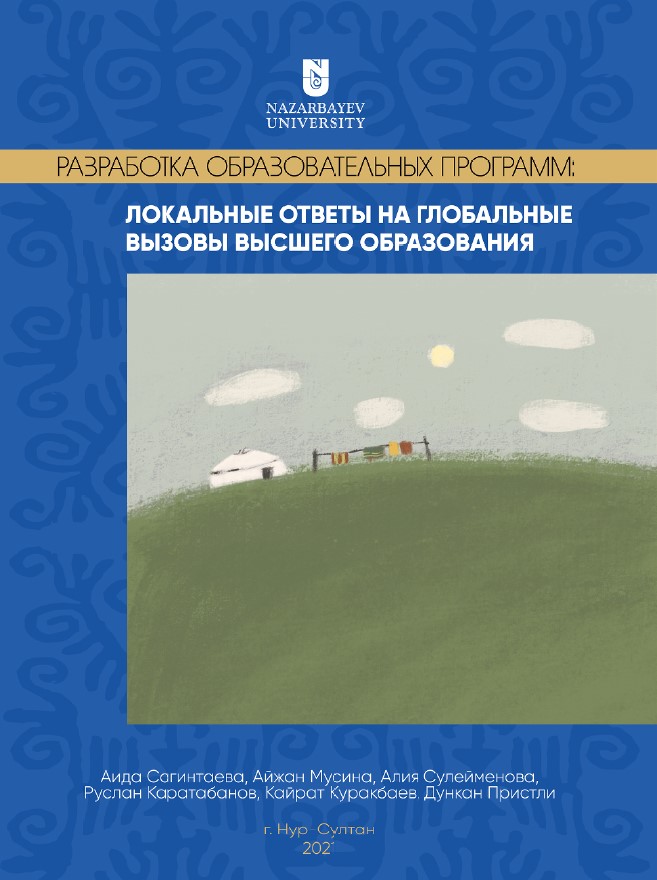 NAZARBAYEV
UNIVERSITY
РАЗРАБОТКА ОБРАЗОВАТЕЛЬНЫХ ПРОГРАММ:
ЛОКАЛЬНЫЕ ОТВЕТЫ НА ГЛОБАЛЬНЫЕ
ВЫЗОВЫ ВЫСШЕГО ОБРАЗОВАНИЯ
Аида Сагинтаева, Айжан Мусина, Алия Сулейменова,
Руслан Каратабанов, Кайрат Куракбаев, Дункан Пристли
г. Нур-Султан
2021